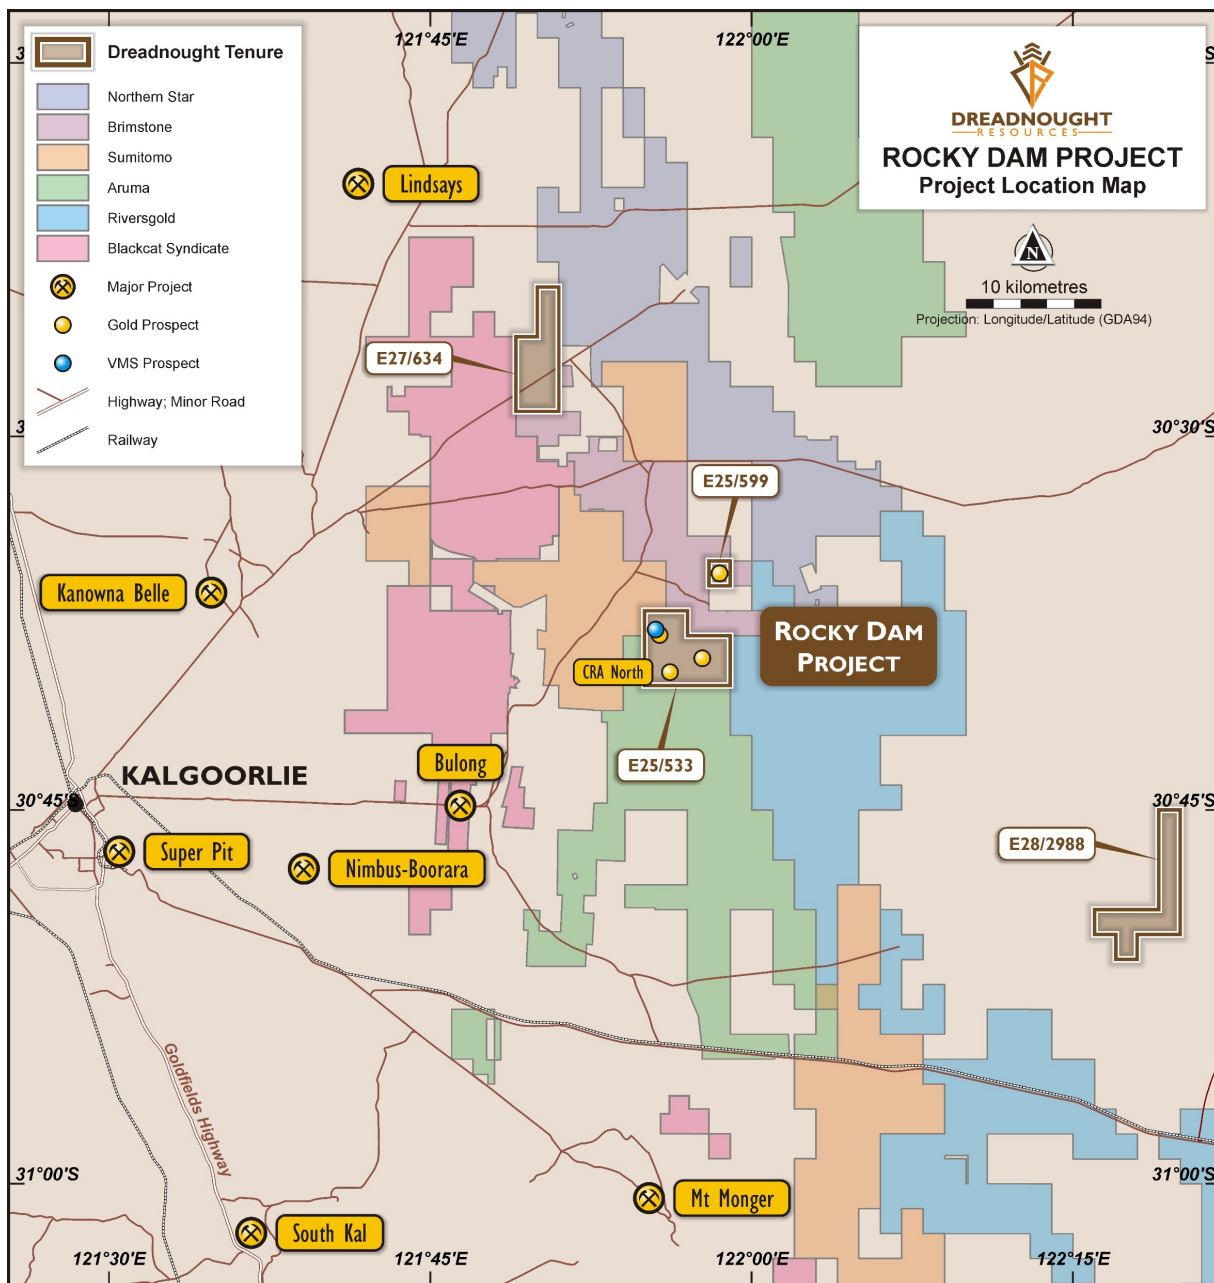 Dreadnought Tenure
Northern Star
Brimstone
Sumitomo
Aruma
Riversgold
Blackcat Syndicate
Major Project
Gold Prospect
VMS Prospect
Highway; Minor Road
Railway
121°45'E
122°00'E
DREADNOUGHT
RESOURCES
ROCKY DAM PROJECT
Project Location Map
N
10 kilometres
Projection: Longitude/Latitude (GDA94)
Lindsays
E27/634
30°30'S
E25/599
Kanowna Belle
ROCKY DAM
PROJECT
CRA North
E25/533
Bulong
KALGOORLIE
30°45'S
30°45'S
Super Pit
Nimbus-Boorara
E28/2988
Goldfields Highway
31°00'S
31°00'S
Mt Monger
South Kal
121°30'E
121°45'E
122°00'E
122°15'E